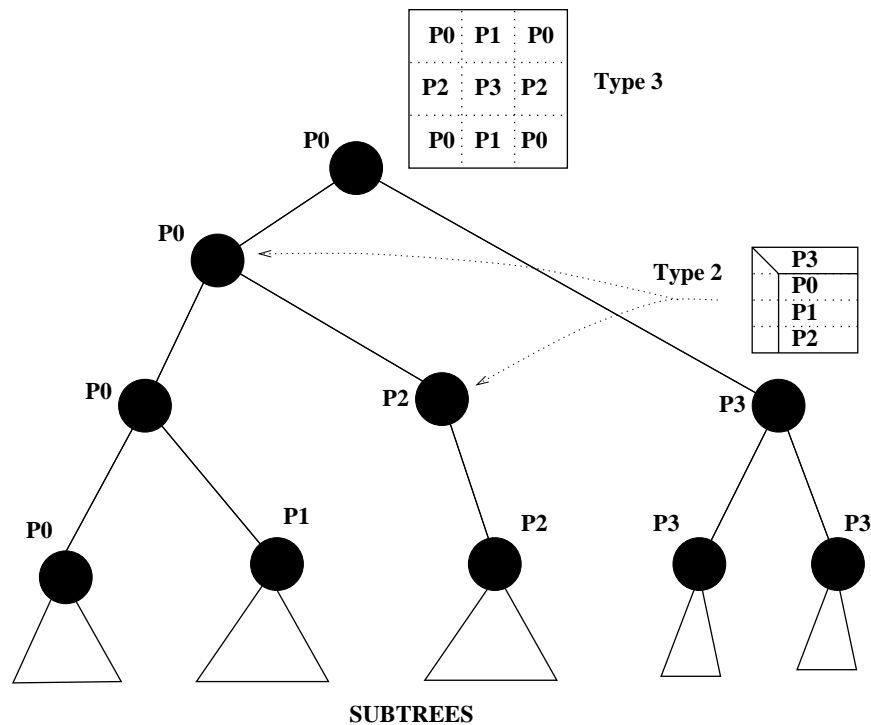 P0 P1 P0
P2 P3 P2
P0 P1 P0
Type 3
P0
P0
Type 2
P3
P0
P1
P2
P0
P2
P3
P0
P1
P2
P3
P3
SUBTREES